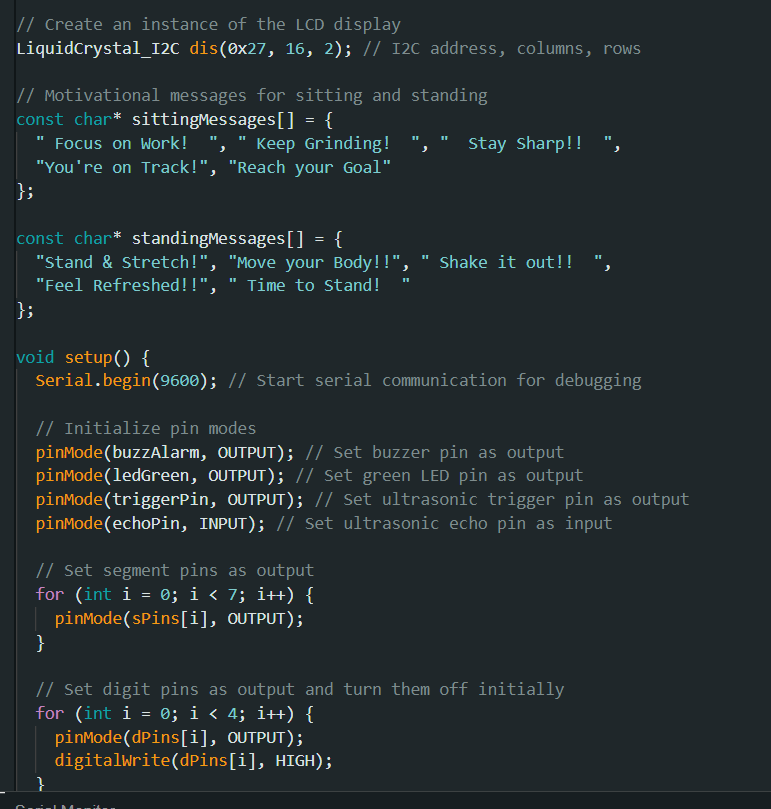 // Create an instance of the LCD display
LiquidCrystal_I2C dis(0x27, 16, 2); // I2C address, columns, rows
// Motivational messages for sitting and standing
const char* sittingMessages[] = {
  " Focus on Work!  ", " Keep Grinding!  ", "  Stay Sharp!!  ",
  "You're on Track!", "Reach your Goal"
};
const char* standingMessages[] = {
  "Stand & Stretch!", "Move your Body!!", " Shake it out!!  ",
  "Feel Refreshed!!", " Time to Stand!  "
};
void setup() {
  Serial.begin(9600); // Start serial communication for debugging
  // Initialize pin modes
  pinMode(buzzAlarm, OUTPUT); // Set buzzer pin as output
  pinMode(ledGreen, OUTPUT); // Set green LED pin as output
  pinMode(triggerPin, OUTPUT); // Set ultrasonic trigger pin as output
  pinMode(echoPin, INPUT); // Set ultrasonic echo pin as input
  // Set segment pins as output
  for (int i = 0; i < 7; i++) {
    pinMode(sPins[i], OUTPUT);
  }
  // Set digit pins as output and turn them off initially
  for (int i = 0; i < 4; i++) {
    pinMode(dPins[i], OUTPUT);
    digitalWrite(dPins[i], HIGH);
  }